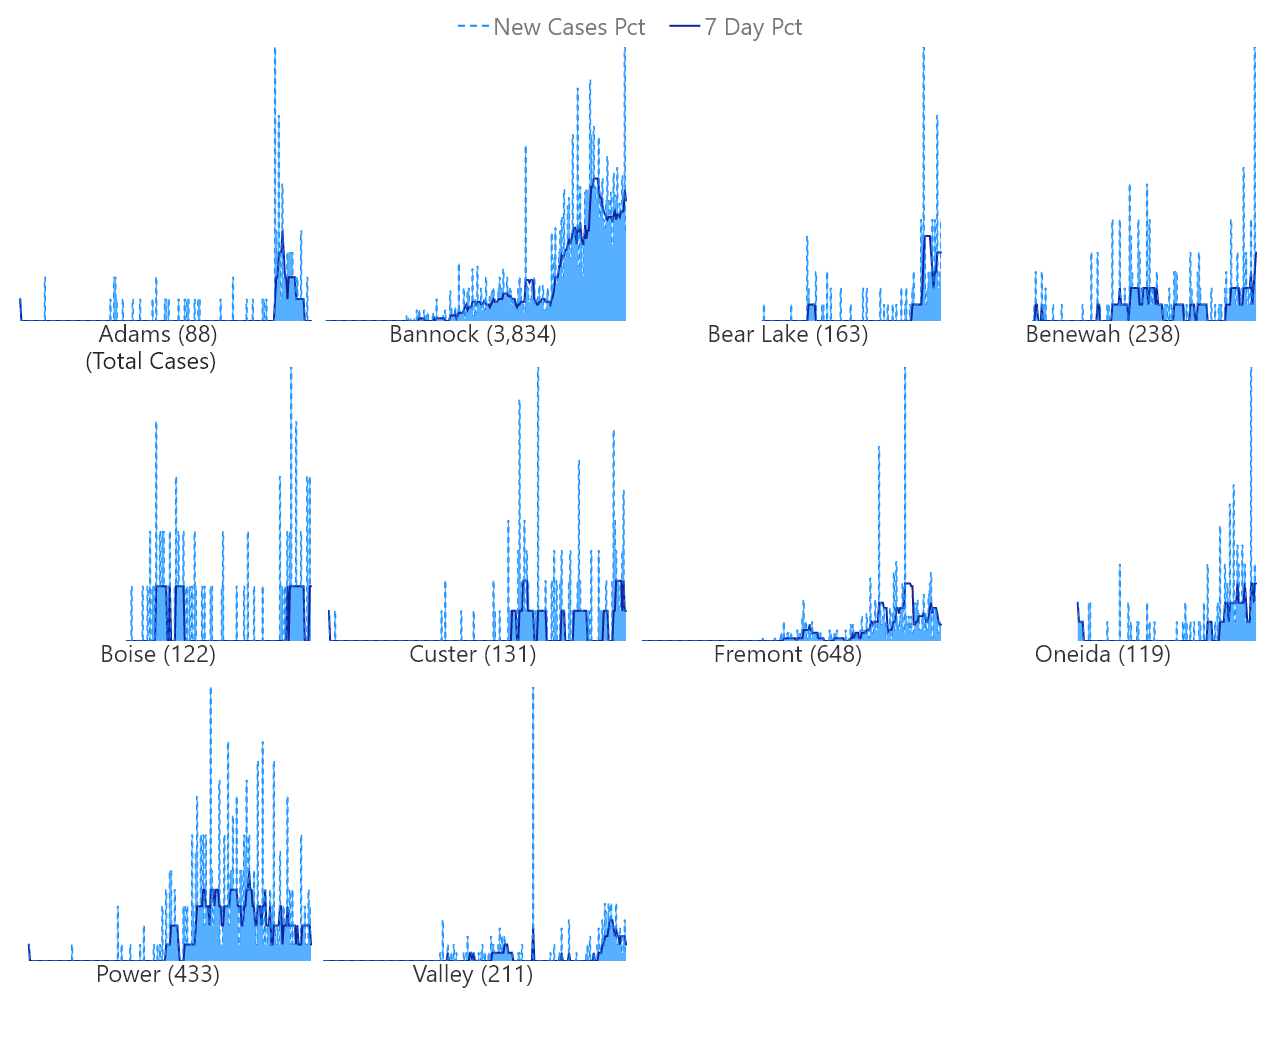 New Cases Pct 7 Day Pct
Adams (88)
(Total Cases)
Bannock (3,834)
Bear Lake (163)
Benewah (238)
Boise (122)
Custer (131)
Fremont (648)
Oneida (119)
Power (433)
Valley (211)